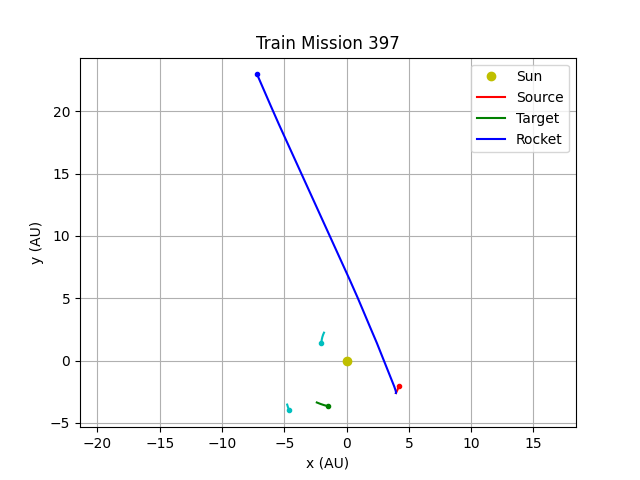 Train Mission 397
Sun
Source
Target
Rocket
y (AU)
20
15
10
5
0
−5
−20 −15 −10 −5 0 5 10 15
x (AU)